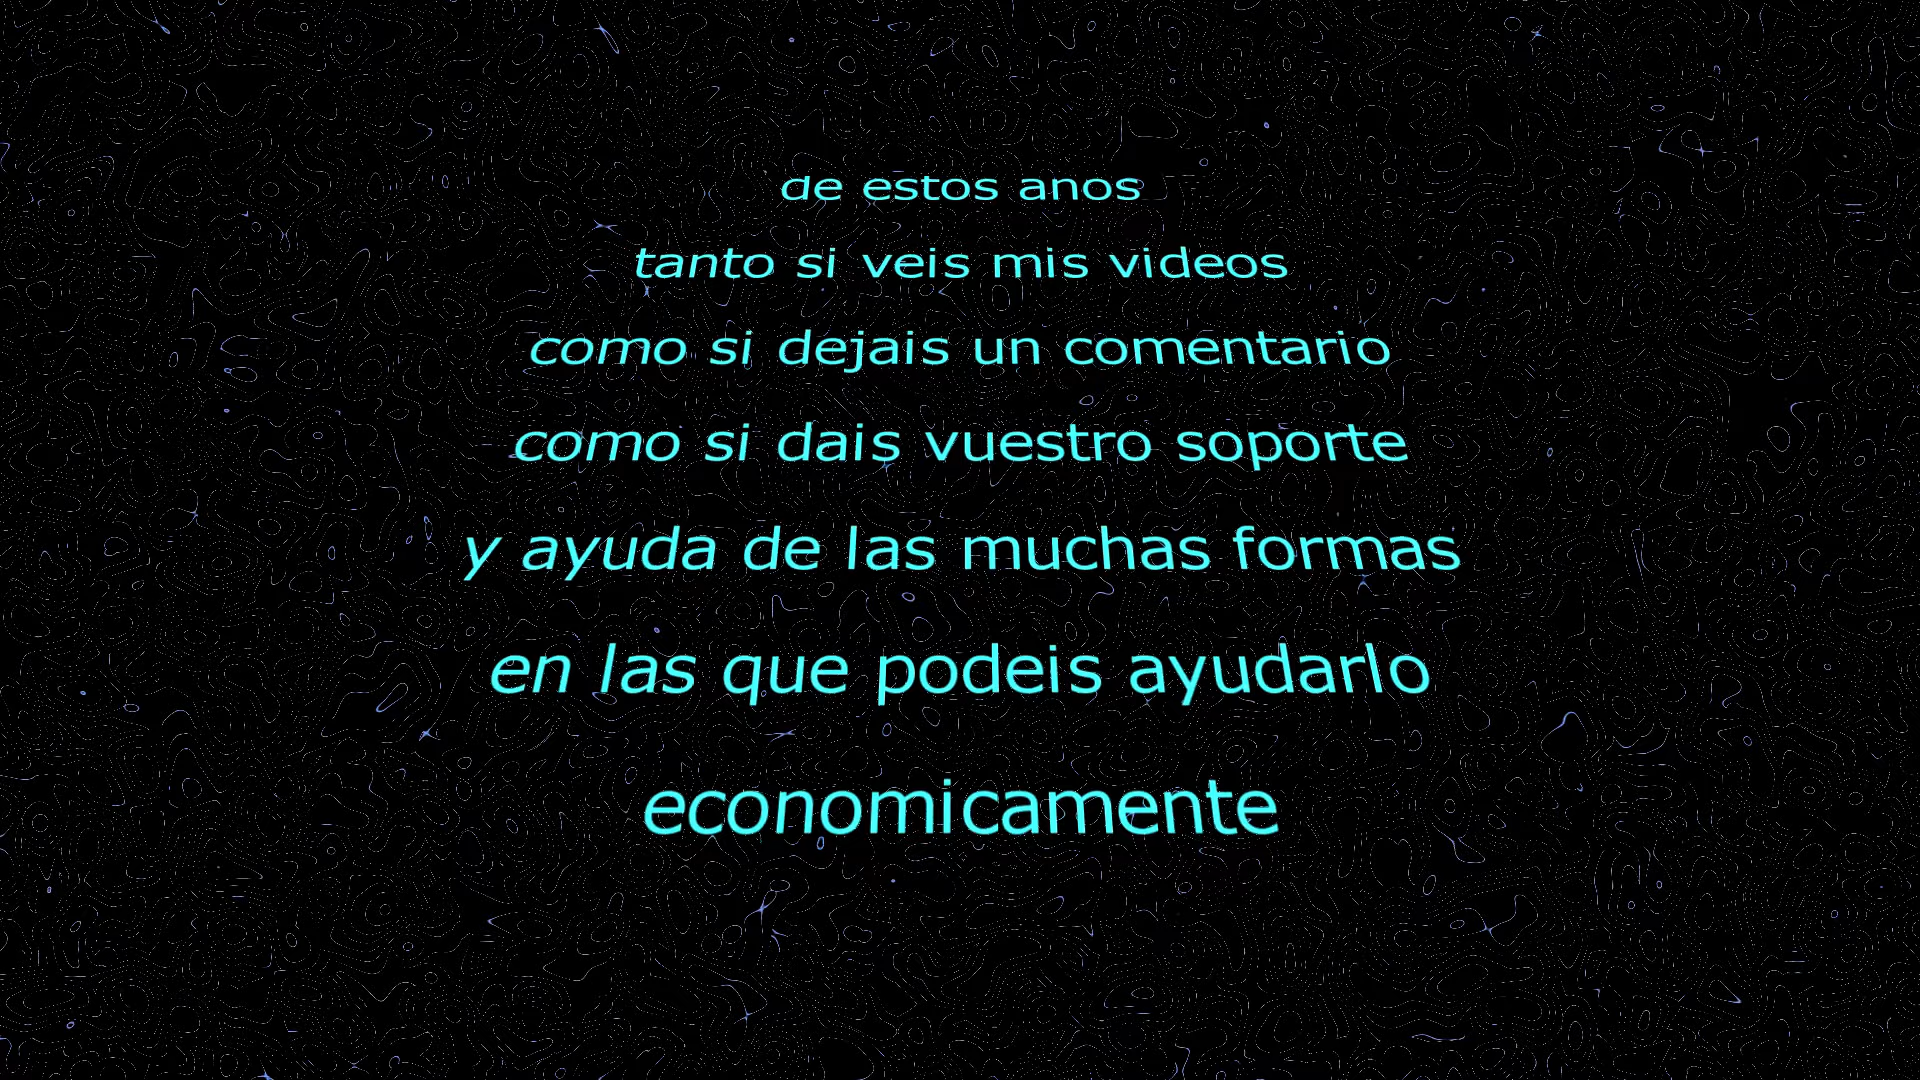 de estos anos
tanto si veis mis videos
como si dejais un comentario
como si dais vuestro soporte
y ayuda de las muchas formas
en las que podeis ayudarlo
economicamente